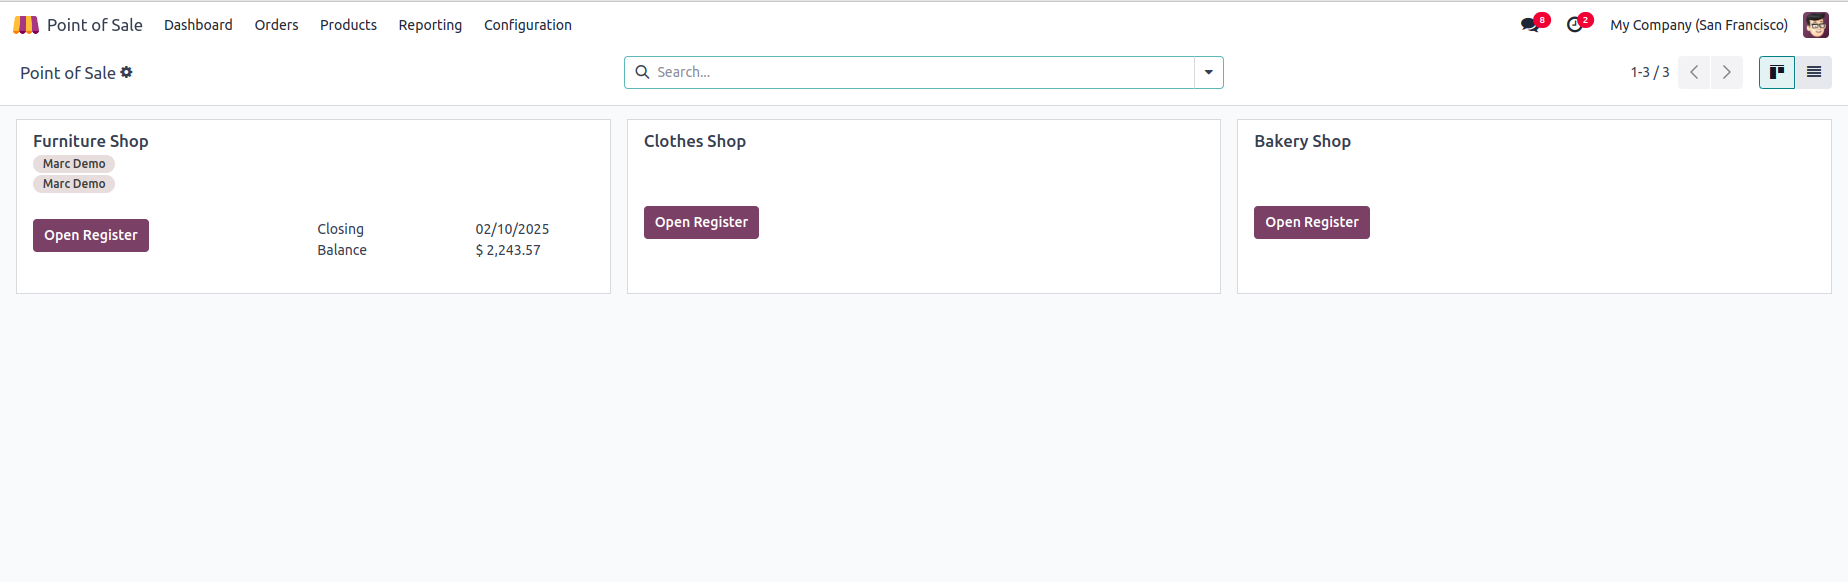 Point of Sale Dashboard Orders Products Reporting Configuration 8 2 My Company (San Francisco)
Point of Sale Search... 1-3 / 3
Furniture Shop
Marc Demo
Marc Demo
Open Register
Closing 02/10/2025
Balance $ 2,243.57
Clothes Shop
Open Register
Bakery Shop
Open Register